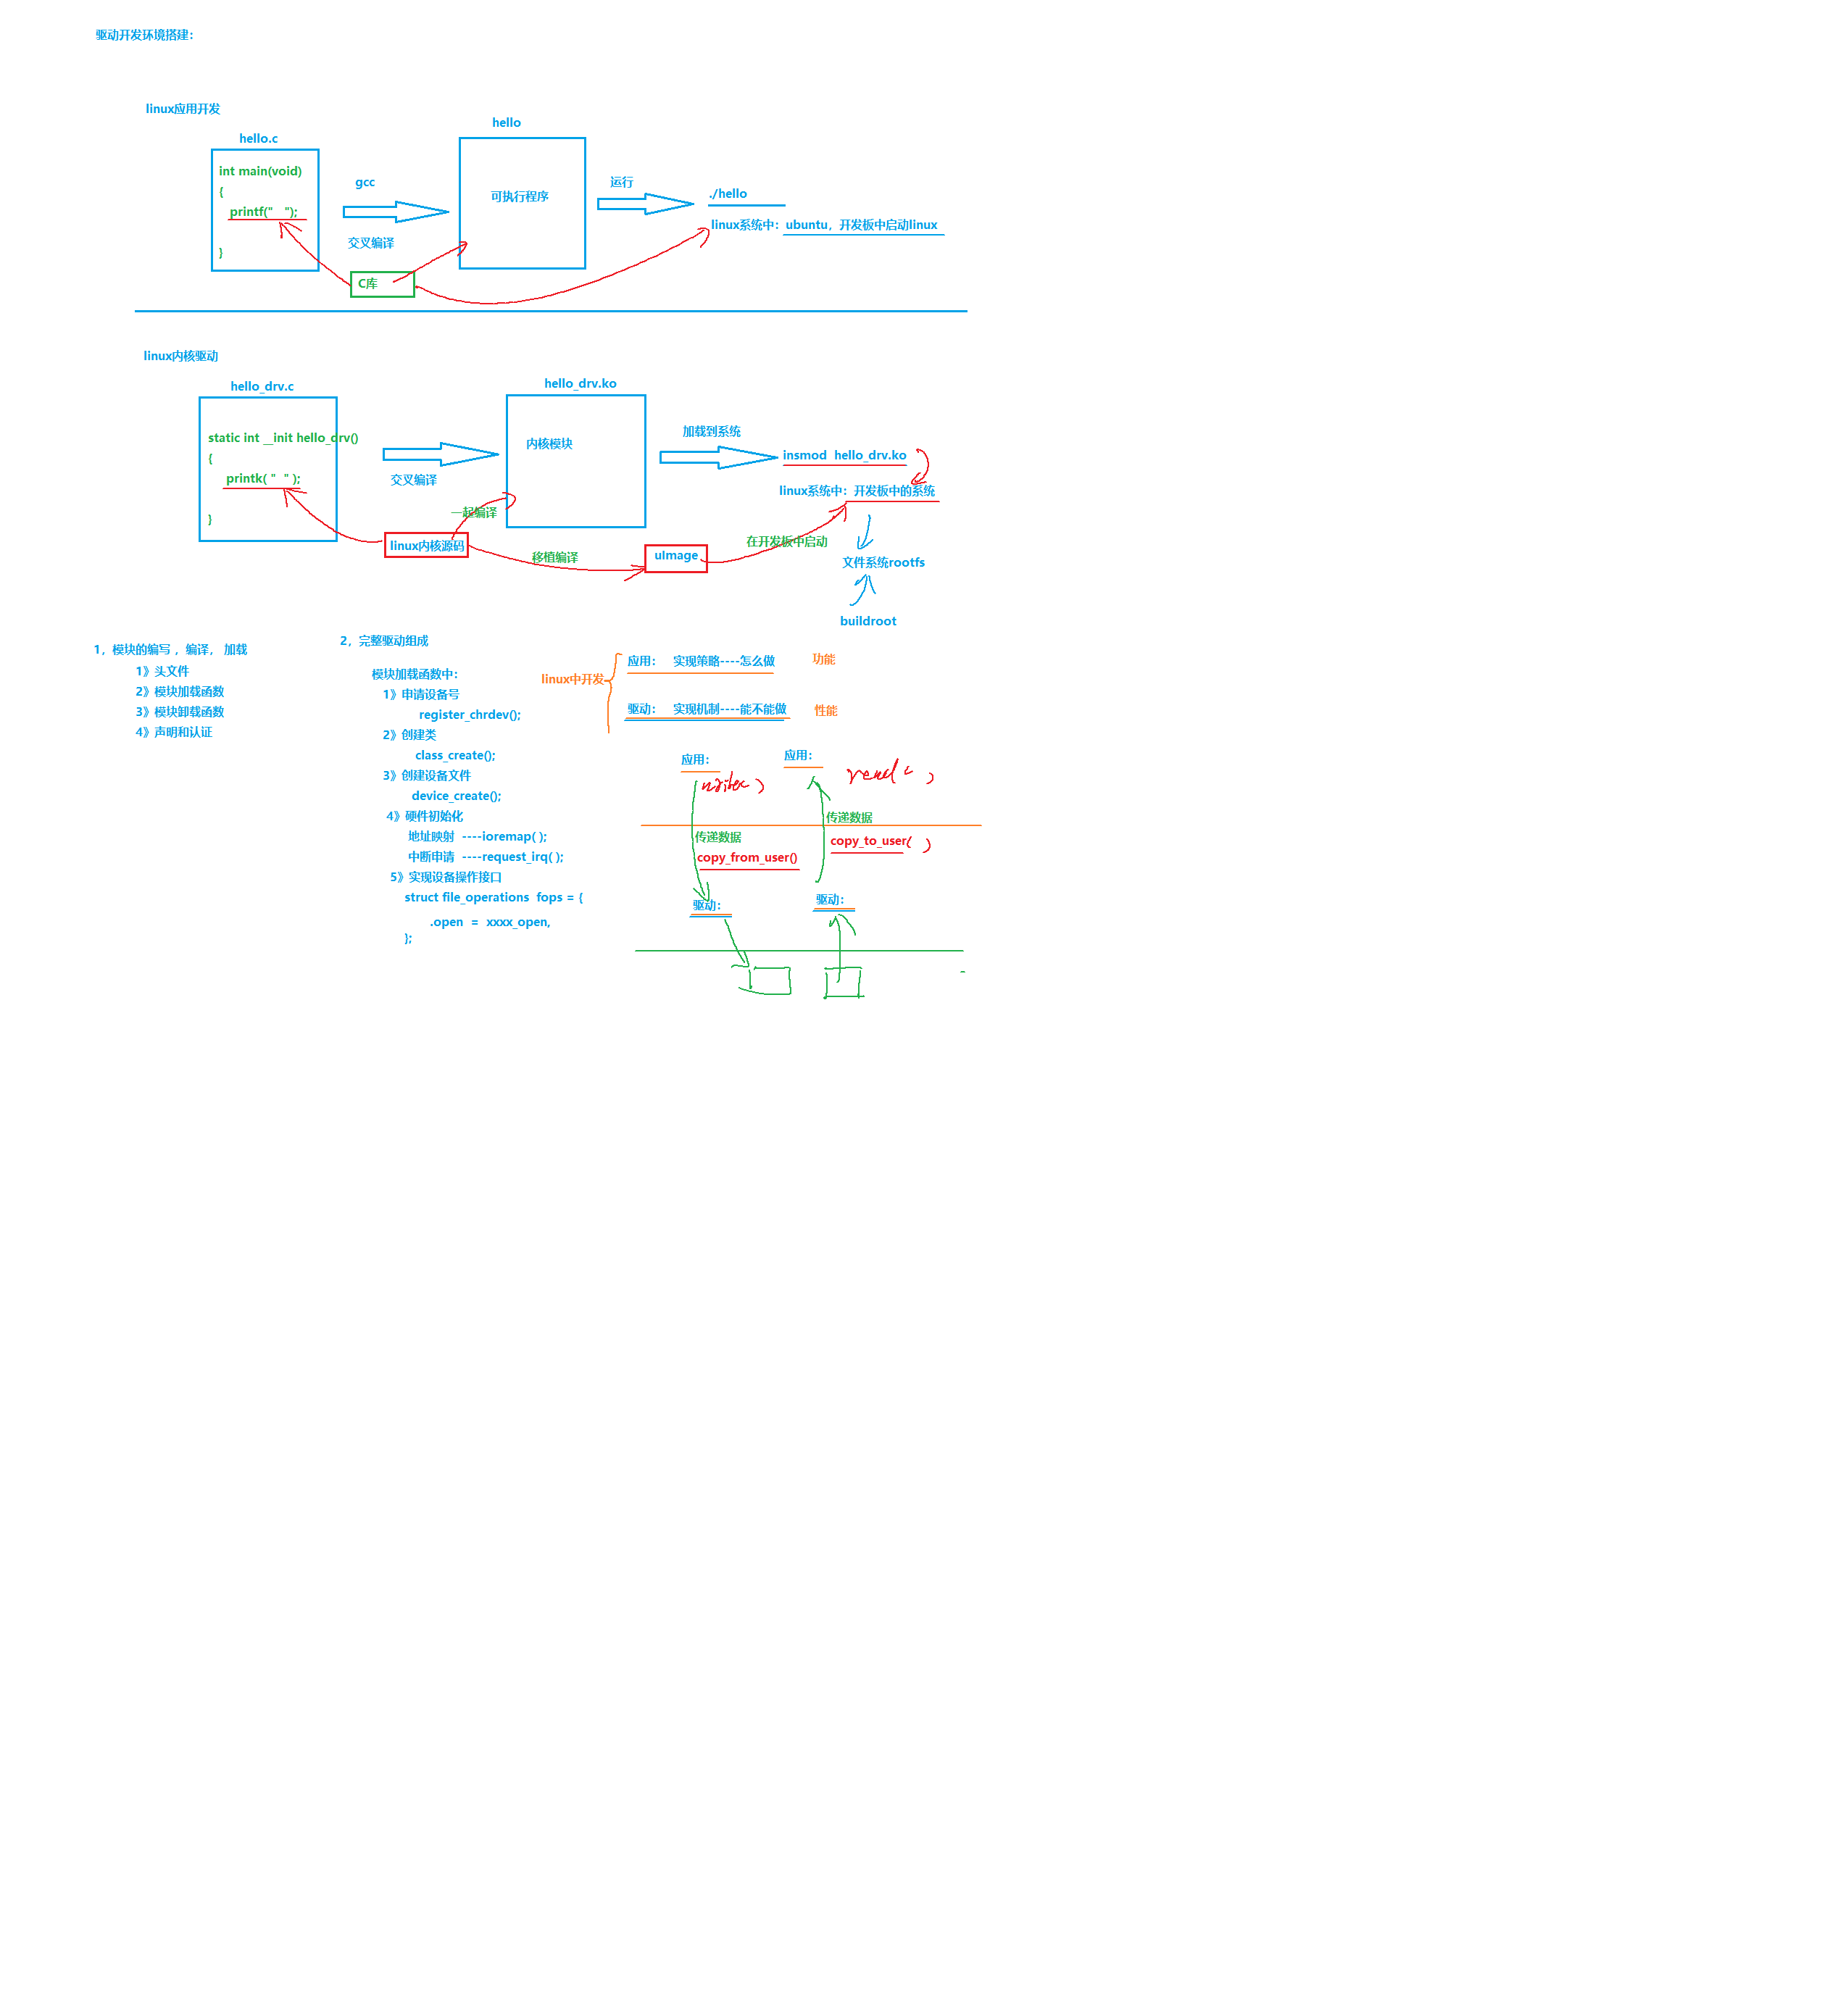 驱动开发环境搭建：
linux应用开发
hello.c
hello
int main(void)
{
printf("   ");
}
gcc
交叉编译
C库
可执行程序
运行
./hello
linux系统中：ubuntu，开发板中启动linux
linux内核驱动
hello_drv.c
hello_drv.ko
static int __init hello_drv()
{
printk( "  " );
}
交叉编译
内核模块
一起编译
linux内核源码
移植编译
uImage
加载到系统
insmod  hello_drv.ko
linux系统中：开发板中的系统
在开发板中启动
文件系统rootfs
buildroot
1，模块的编写 ，编译， 加载
1》头文件
2》模块加载函数
3》模块卸载函数
4》声明和认证
2，完整驱动组成
模块加载函数中：
1》申请设备号
register_chrdev();
2》创建类
class_create();
3》创建设备文件
device_create();
4》硬件初始化
地址映射  ----ioremap( );
中断申请  ----request_irq( );
5》实现设备操作接口
struct file_operations  fops = {
.open  =  xxxx_open,
};
linux中开发
应用：  实现策略----怎么做  功能
驱动：  实现机制----能不能做  性能
应用：
write( )
传递数据
copy_from_user()
驱动：
应用：
read( )
传递数据
copy_to_user( )
驱动：